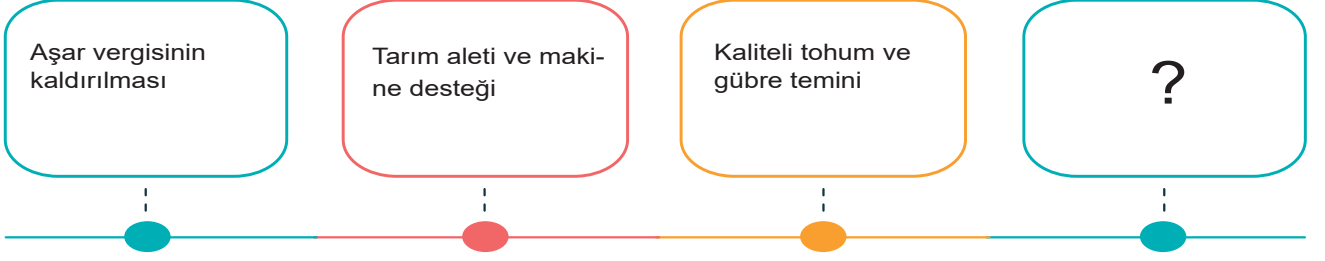 Aşar vergisinin
kaldırılması
Tarım aleti ve maki-
ne desteği
Kaliteli tohum ve
gübre temini
?